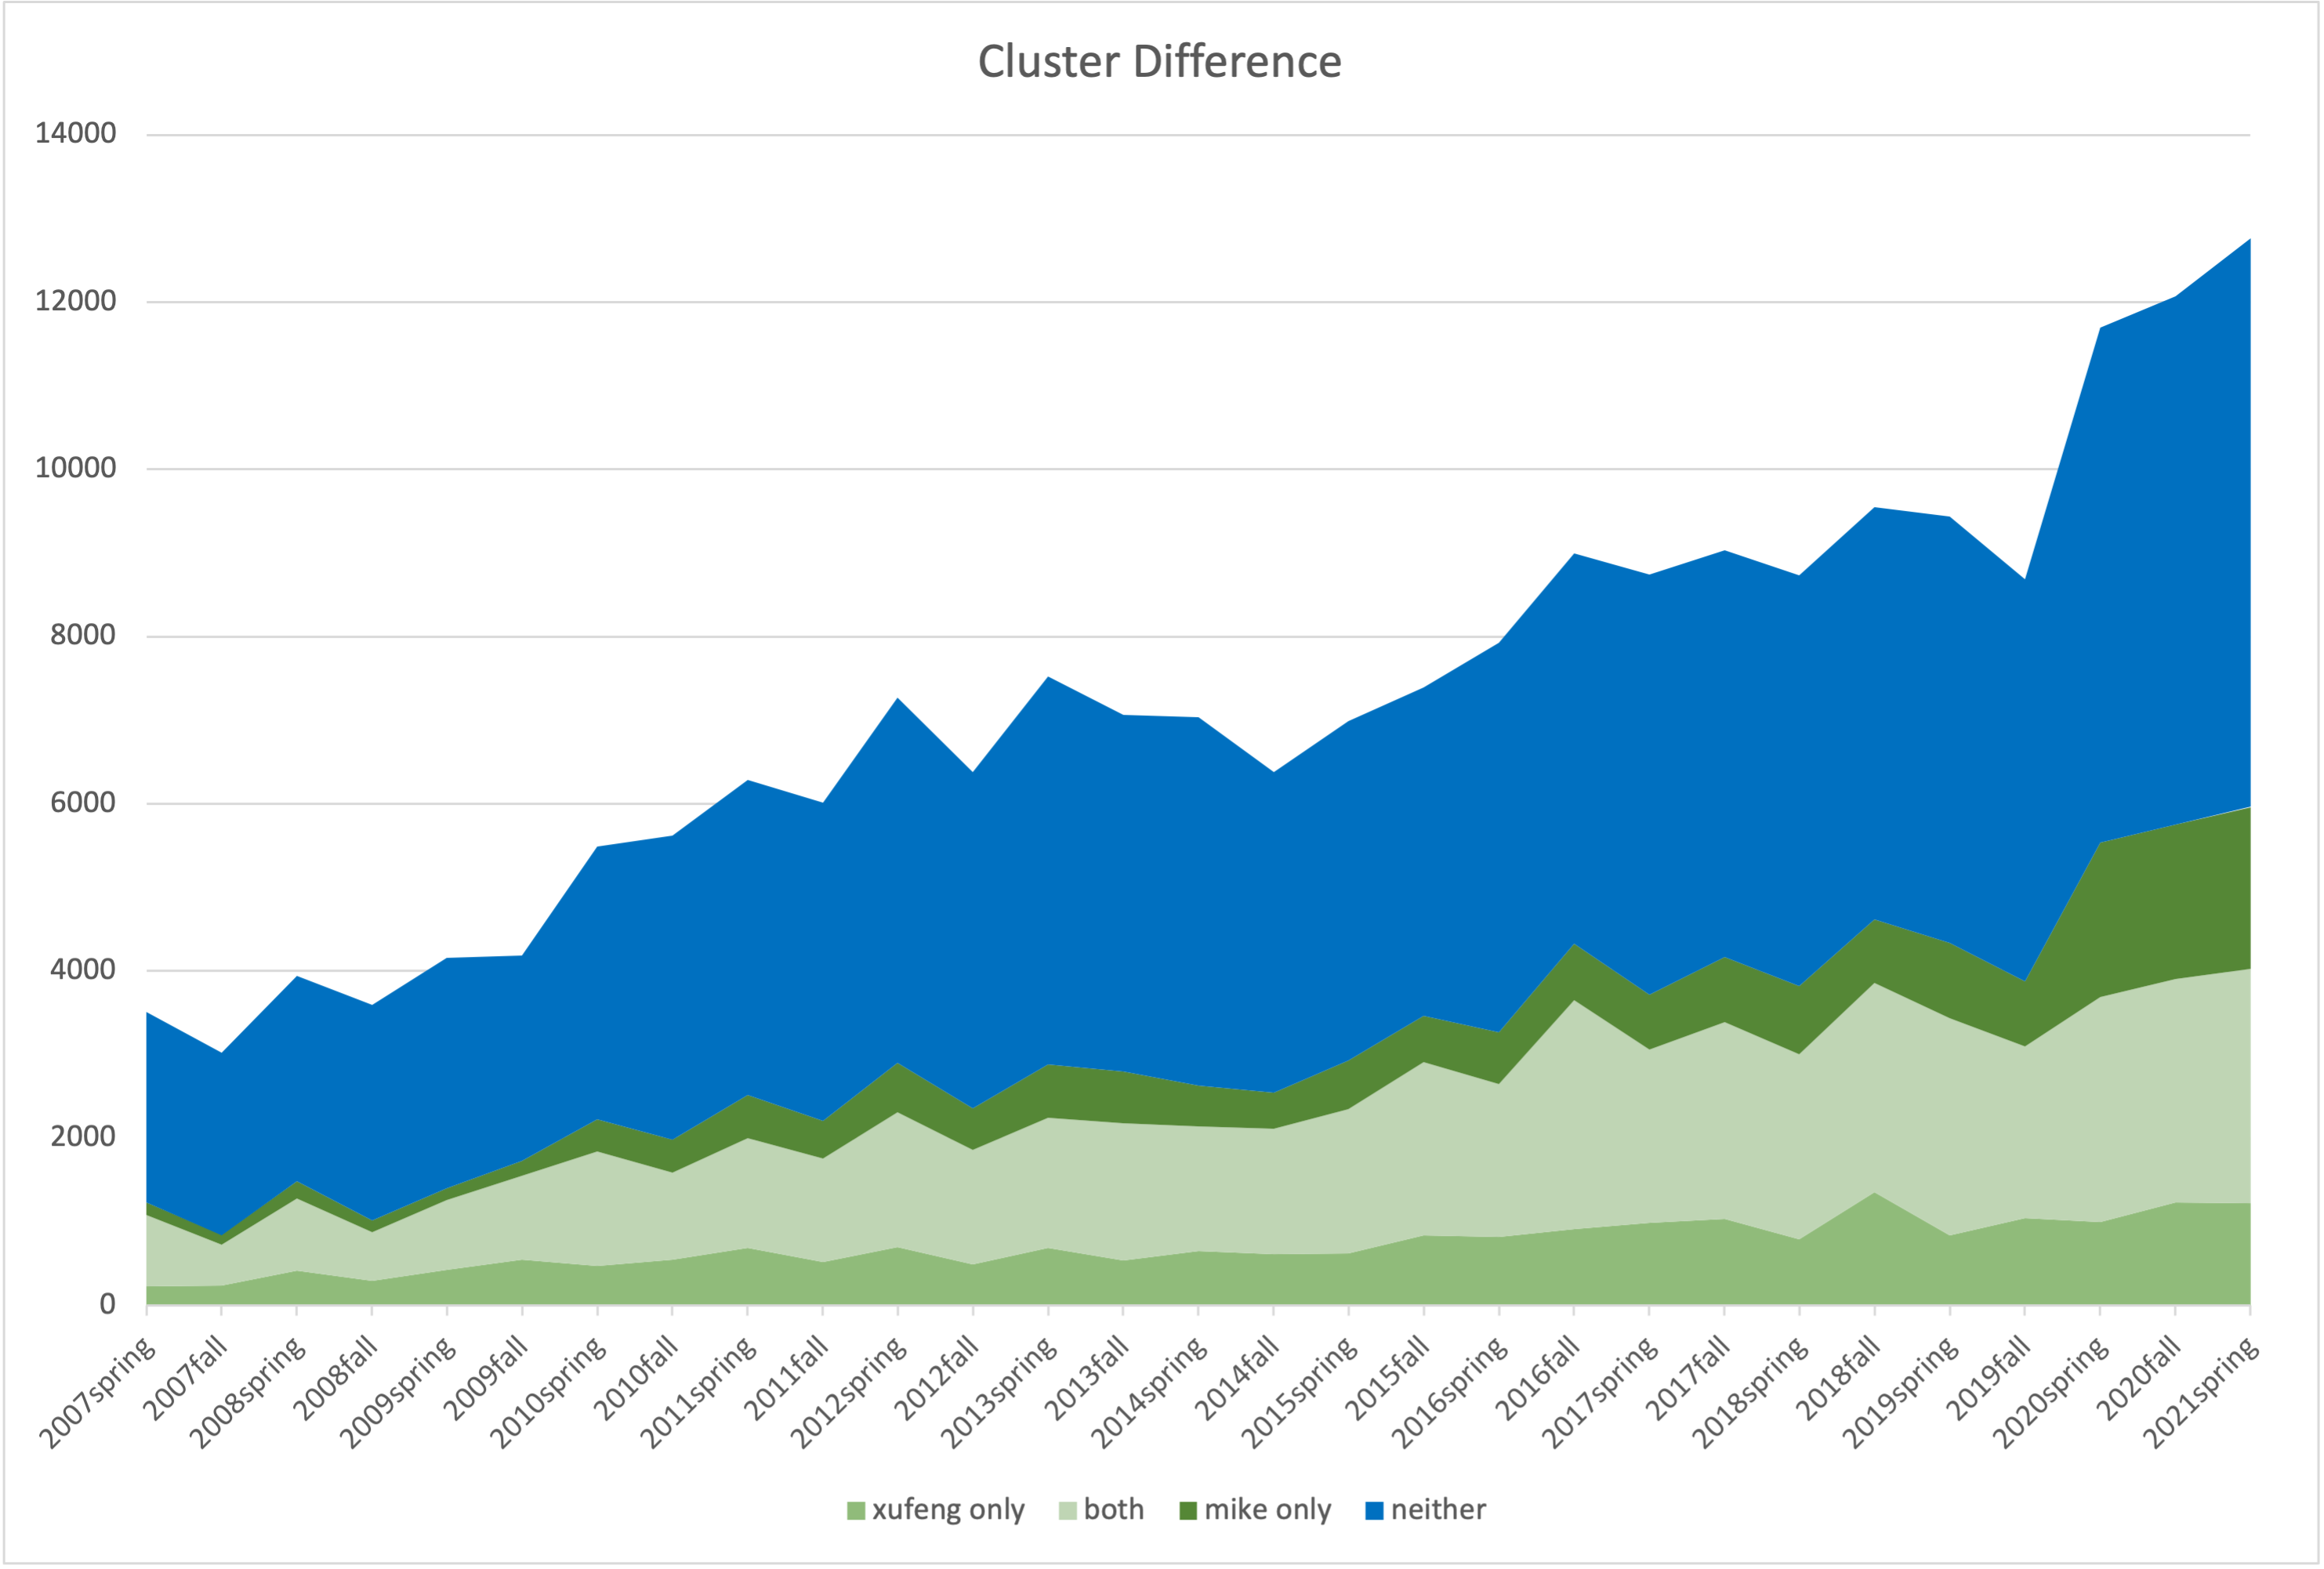 Cluster Difference
14000
12000
10000
8000
6000
4000
2000
0
2007spring
2007fall
2008spring
2008fall
2009spring
2009fall
2010spring
2010fall
2011spring
2011fall
2012spring
2012fall
2013spring
2013fall
2014spring
2014fall
2015spring
2015fall
2016spring
2016fall
2017spring
2017fall
2018spring
2018fall
2019spring
2019fall
2020spring
2020fall
2021spring
xufeng only both mike only neither